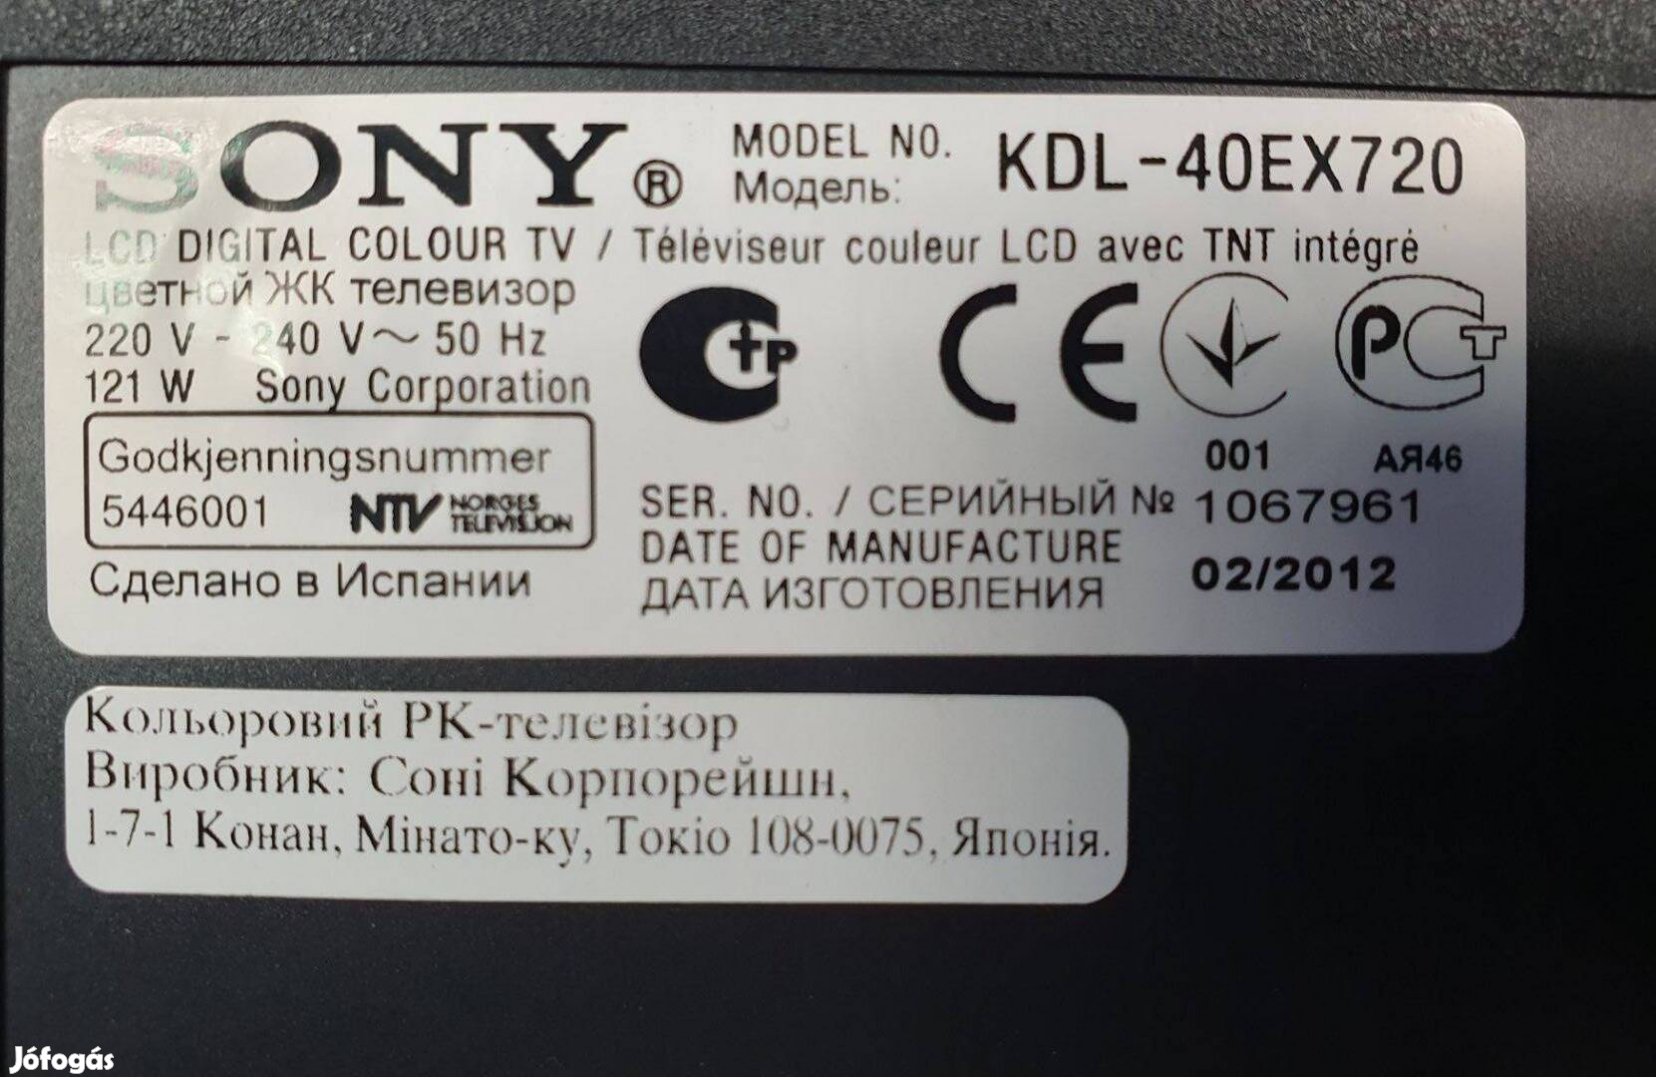 SONY® MODEL NO. KDL-40EX720
Модель:
LCD DIGITAL COLOUR TV / Téléviseur couleur LCD avec TNT intégré
цветной ЖК телевизор
220 V - 240 V~ 50 Hz
121 W Sony Corporation
Godkjenningsnummer
5446001 NTV NORGES
TELEVISJON
Сделано в Испании
CE
РСТ
001 АЯ46
SER. NO. / СЕРИЙНЫЙ № 1067961
DATE OF MANUFACTURE
ДАТА ИЗГОТОВЛЕНИЯ 02/2012
Кольоровий РК-телевізор
Виробник: Соні Корпорейшн,
1-7-1 Конан, Мінато-ку, Токіо 108-0075, Японія.
Jófogás